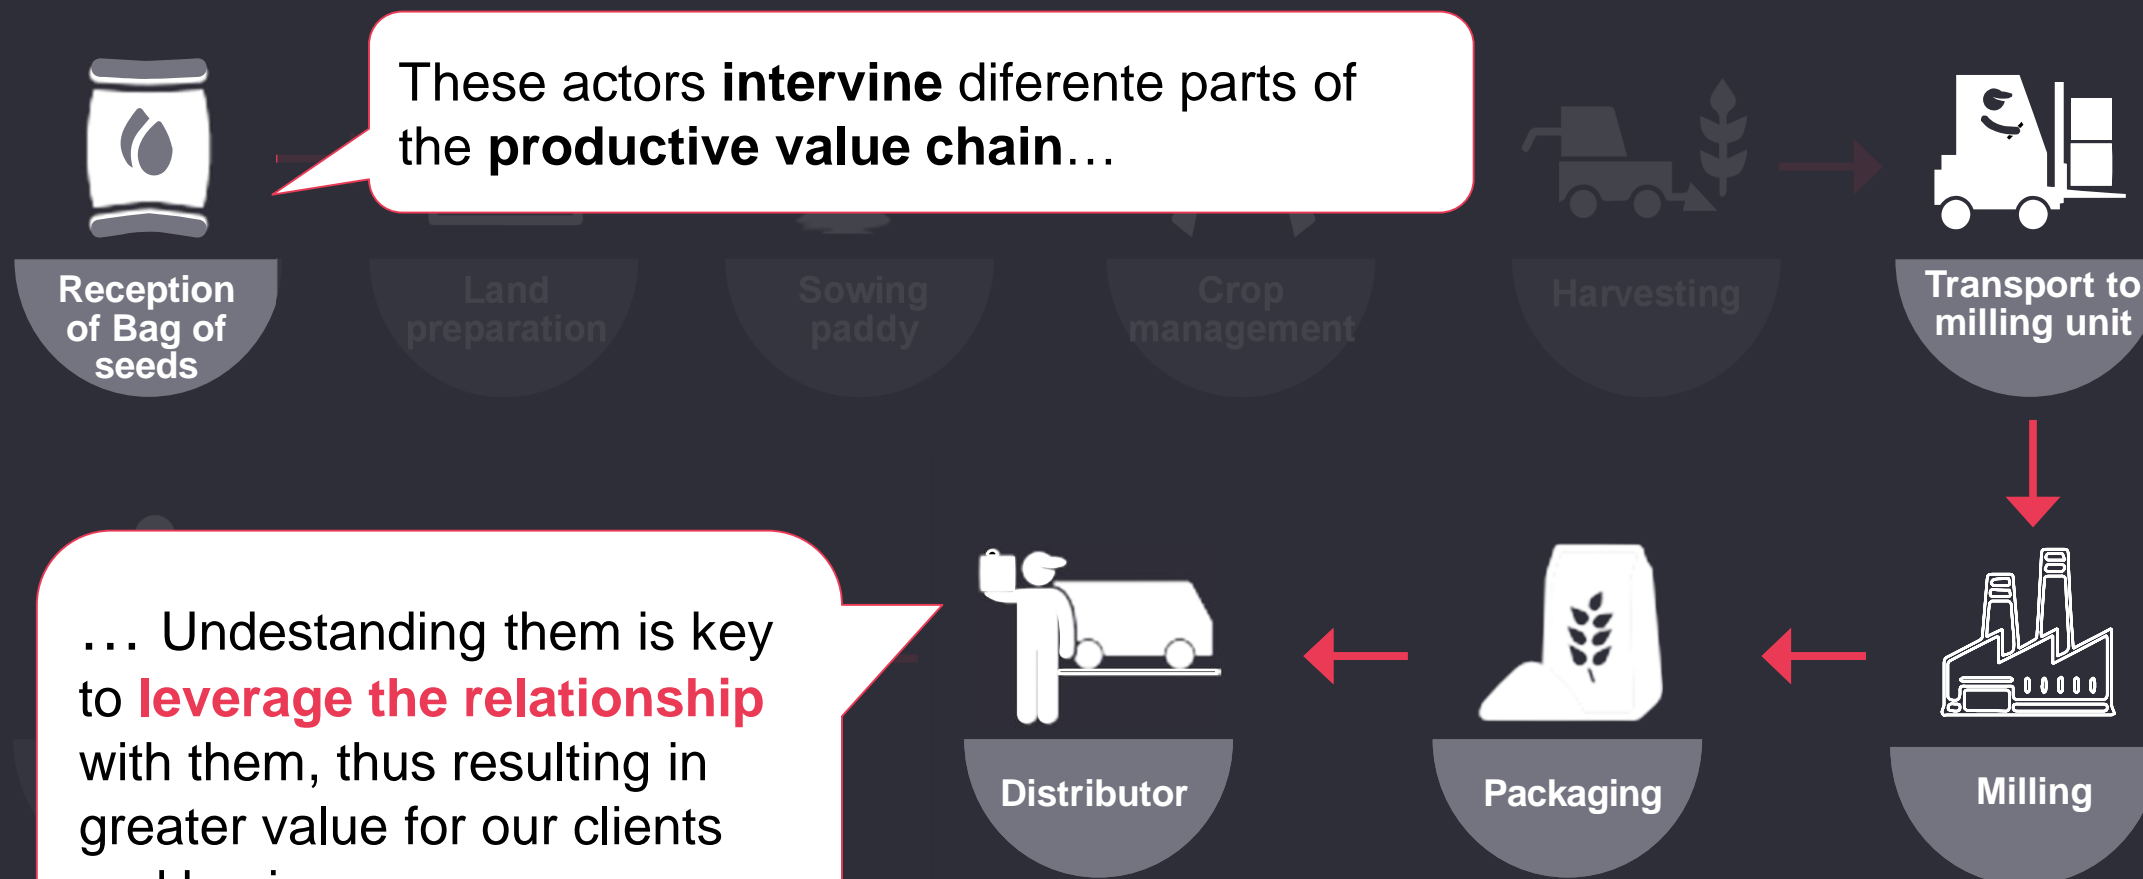 These actors intervine diferente parts of
the productive value chain…
Reception
of Bag of
seeds
Land
preparation
Sowing
paddy
Crop
management
Harvesting
Transport to
milling unit
… Undestanding them is key
to leverage the relationship
with them, thus resulting in
greater value for our clients
Distributor
Packaging
Milling